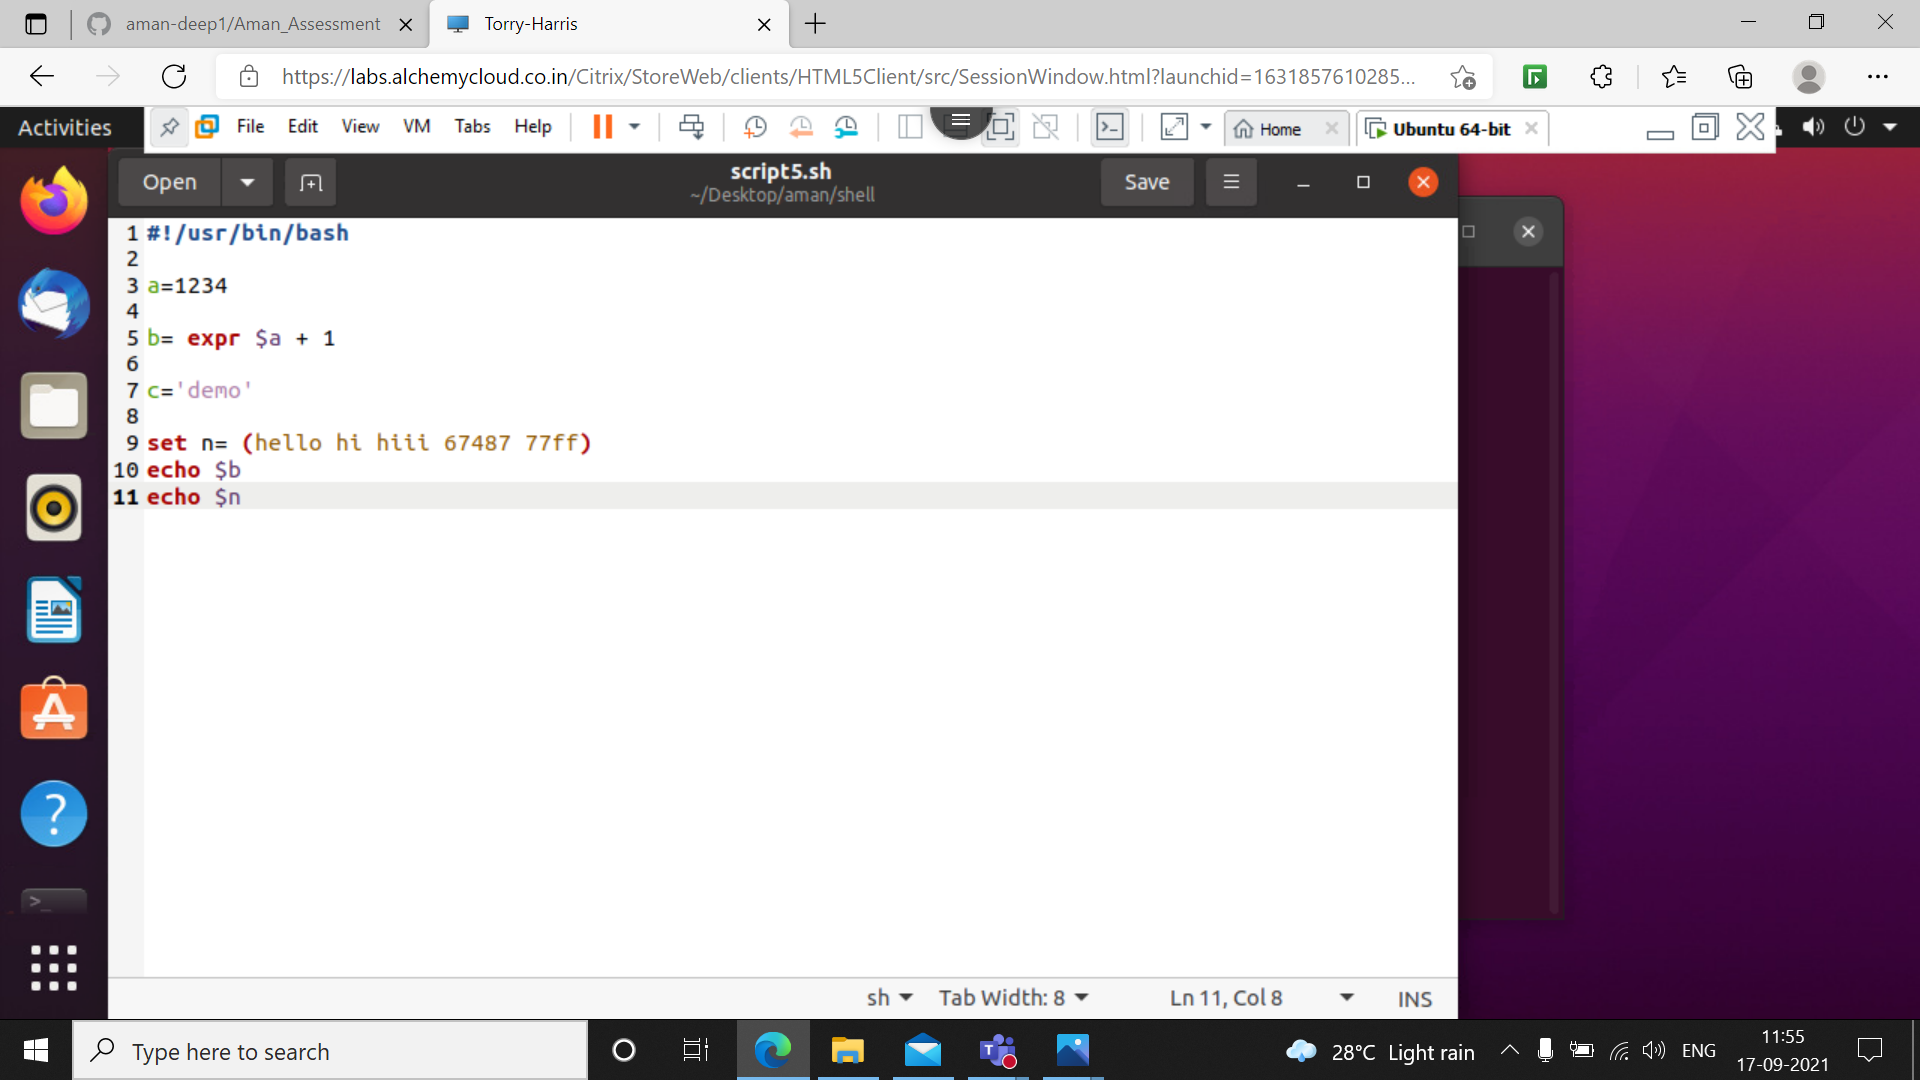 aman-deep1/Aman_Assessment
Torry-Harris
https://labs.alchemycloud.co.in/Citrix/StoreWeb/clients/HTML5Client/src/SessionWindow.html?launchid=1631857610285...
Activities
File Edit View VM Tabs Help
Home
Ubuntu 64-bit
Open
script5.sh
~/Desktop/aman/shell
Save
1 #!/usr/bin/bash
2
3 a=1234
4
5 b= expr $a + 1
6
7 c='demo'
8
9 set n= (hello hi hiii 67487 77ff)
10 echo $b
11 echo $n
sh Tab Width: 8 Ln 11, Col 8 INS
Type here to search
28°C Light rain
ENG
11:55
17-09-2021